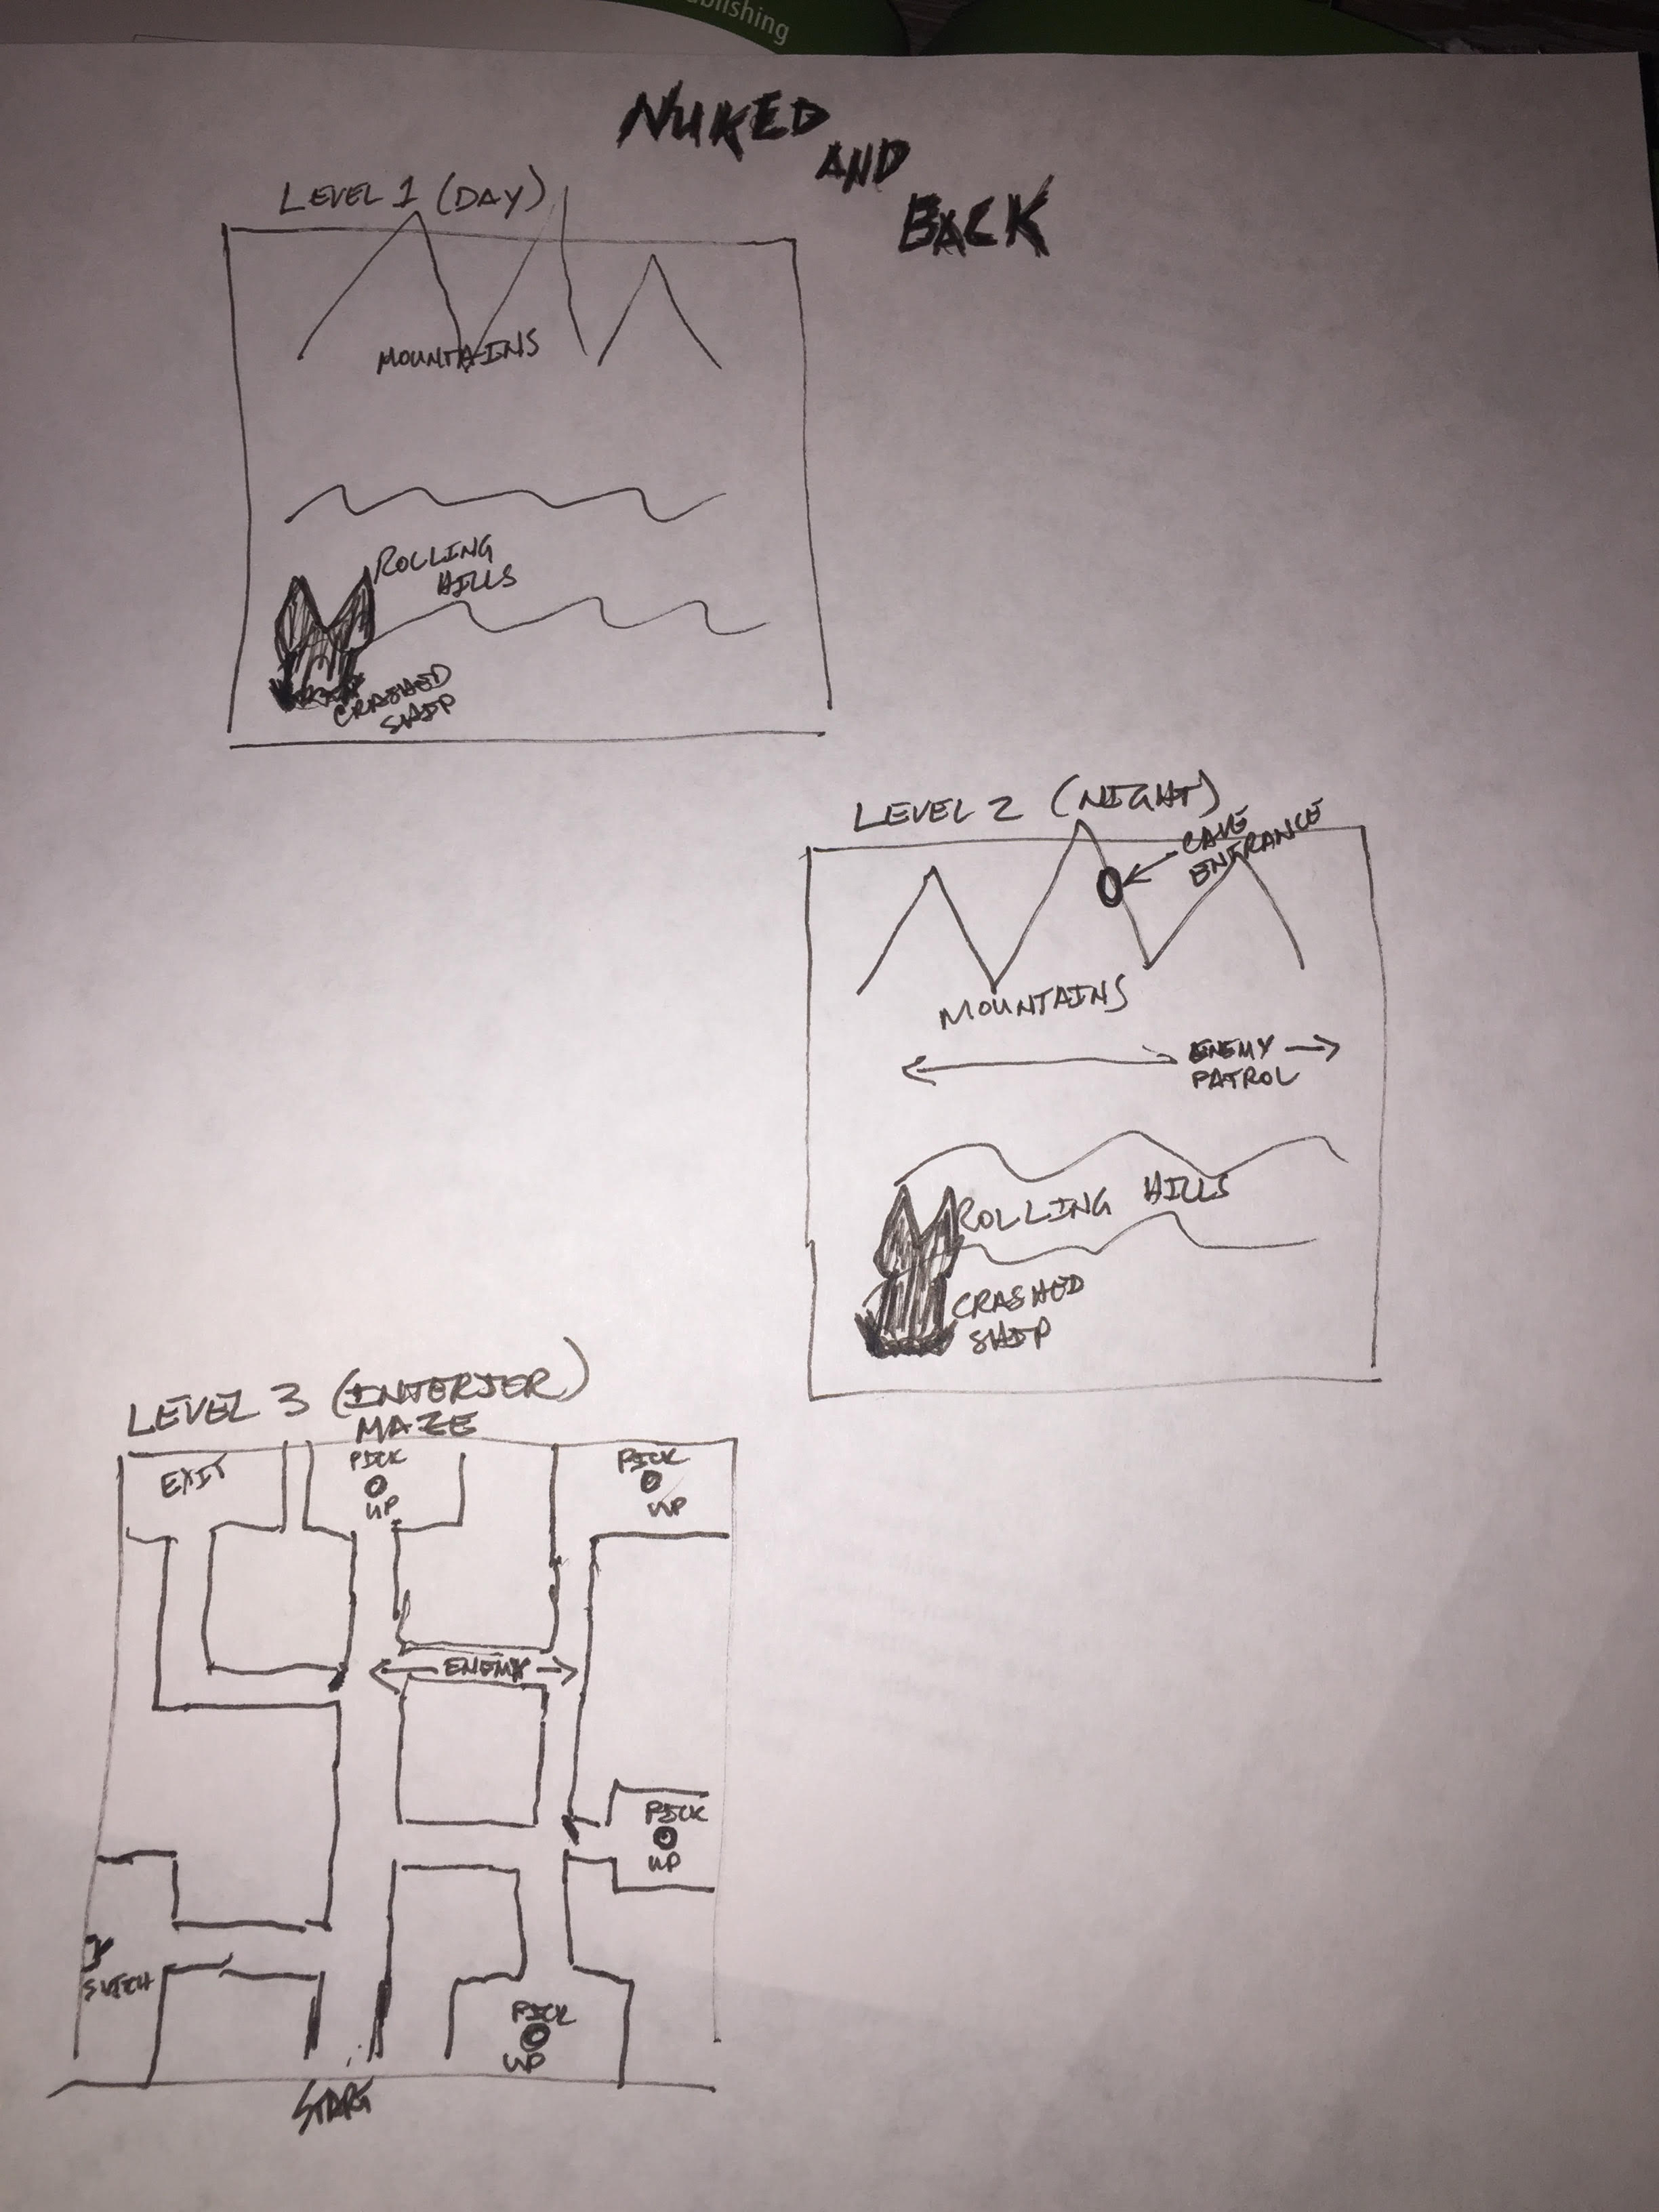 blishing
NUKED
AND
BACK
LEVEL 1 (DAY)
MOUNTAINS
ROLLING
HILLS
CRASHED
SHIP
LEVEL 2 (NIGHT)
CAVE
ENTRANCE
MOUNTAINS
ENEMY
PATROL
ROLLING HILLS
CRASHED
SHIP
LEVEL 3 (INTERIER)
MAZE
EXIT
PICK
UP
PICK
UP
ENEMY
PICK
UP
SWITCH
PICK
UP
START